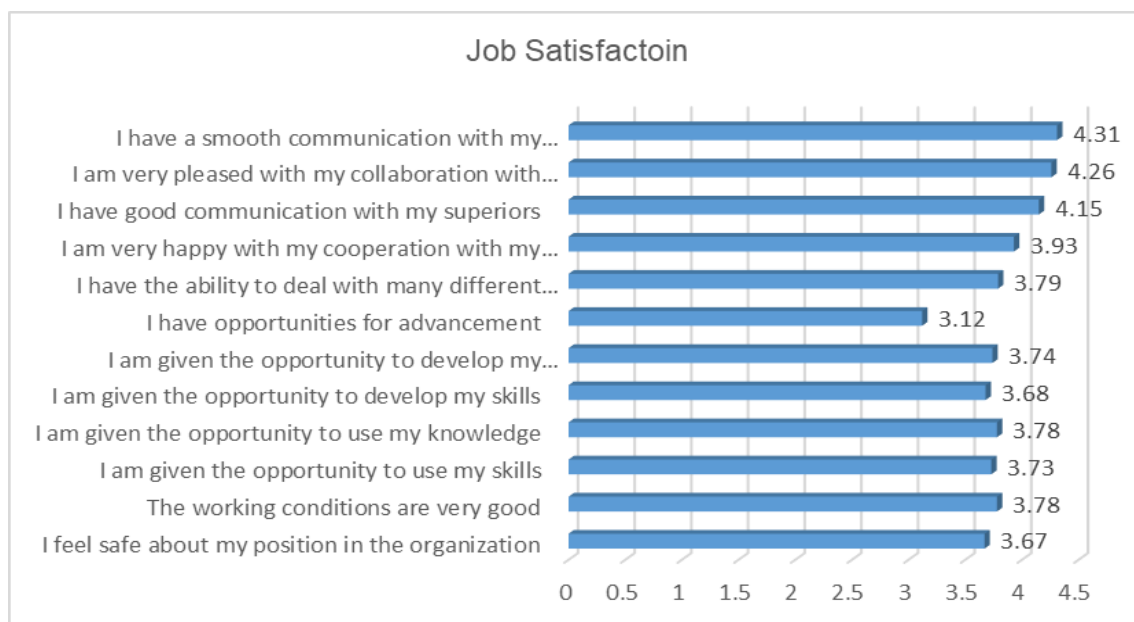 Job Satisfactoin
I have a smooth communication with my... 4.31
I am very pleased with my collaboration with... 4.26
I have good communication with my superiors 4.15
I am very happy with my cooperation with my... 3.93
I have the ability to deal with many different... 3.79
I have opportunities for advancement 3.12
I am given the opportunity to develop my... 3.74
I am given the opportunity to develop my skills 3.68
I am given the opportunity to use my knowledge 3.78
I am given the opportunity to use my skills 3.73
The working conditions are very good 3.78
I feel safe about my position in the organization 3.67
0 0.5 1 1.5 2 2.5 3 3.5 4 4.5